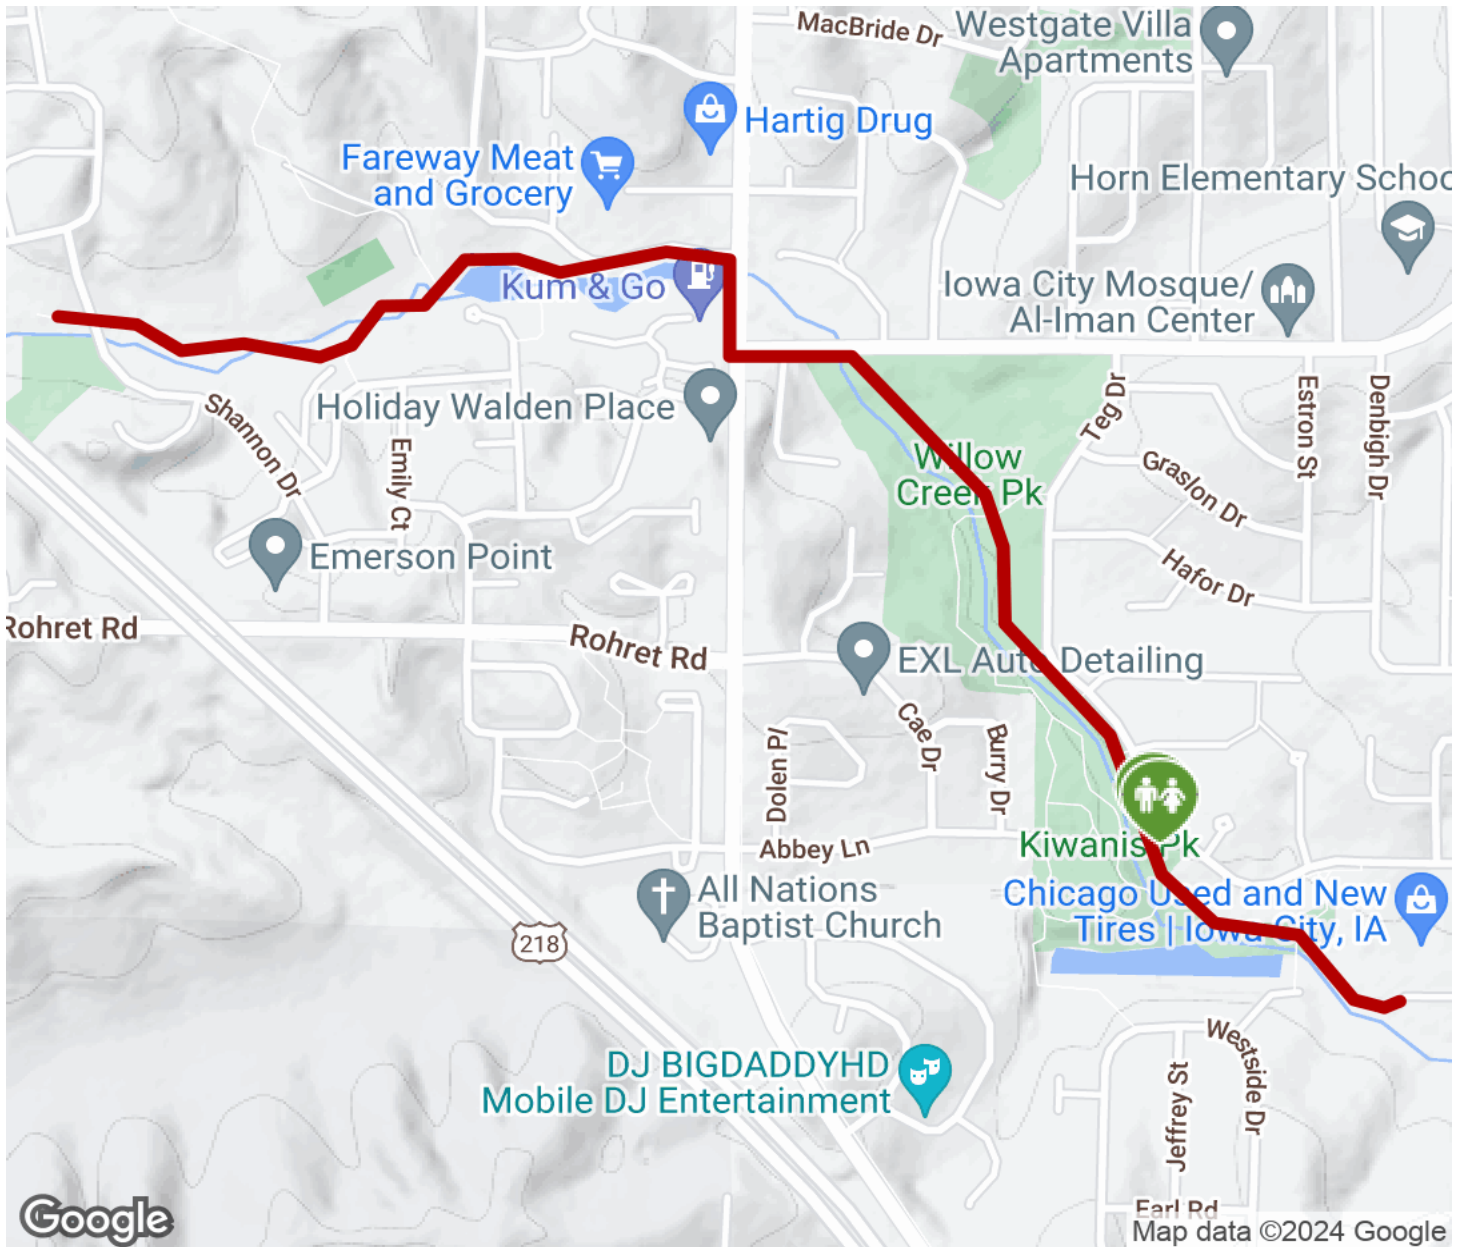 MacBride Dr
Westgate Villa
Apartments
Hartig Drug
Fareway Meat
and Grocery
Horn Elementary Schoo
Kum & Go
Iowa City Mosque/
Al-Iman Center
Holiday Walden Place
Shannon Dr
Emily Ct
Willow
Creek Pk
Teg Dr
Estron St
Denbigh Dr
Graslon Dr
Hafor Dr
Emerson Point
Rohret Rd
Rohret Rd
EXL Auto Detailing
Cae Dr
Burry Dr
Dolen Pl
Abbey Ln
Kiwanis Pk
All Nations
Baptist Church
Chicago Used and New
Tires | Iowa City, IA
218
DJ BIGDADDYHD
Mobile DJ Entertainment
Westside Dr
Jeffrey St
Earl Rd
Google
Map data ©2024 Google